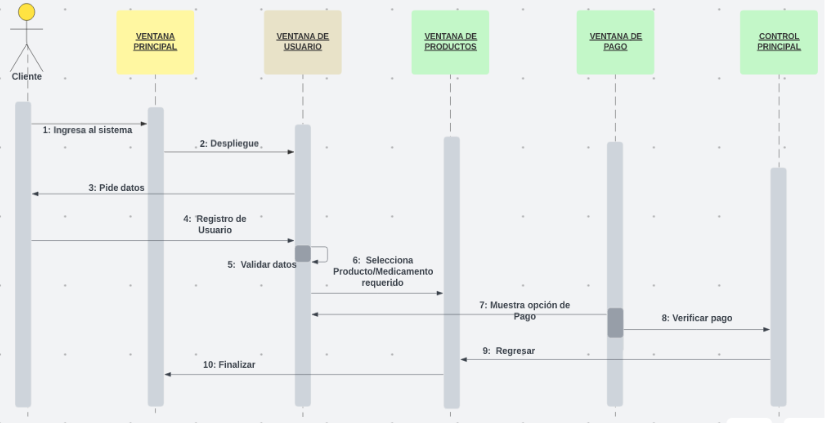 VENTANA
PRINCIPAL
VENTANA DE
USUARIO
VENTANA DE
PRODUCTOS
VENTANA DE
PAGO
CONTROL
PRINCIPAL
Cliente
1: Ingresa al sistema
2: Despliegue
3: Pide datos
4: Registro de
Usuario
5: Validar datos
6: Selecciona
Producto/Medicamento
requerido
7: Muestra opción de
Pago
8: Verificar pago
9: Regresar
10: Finalizar